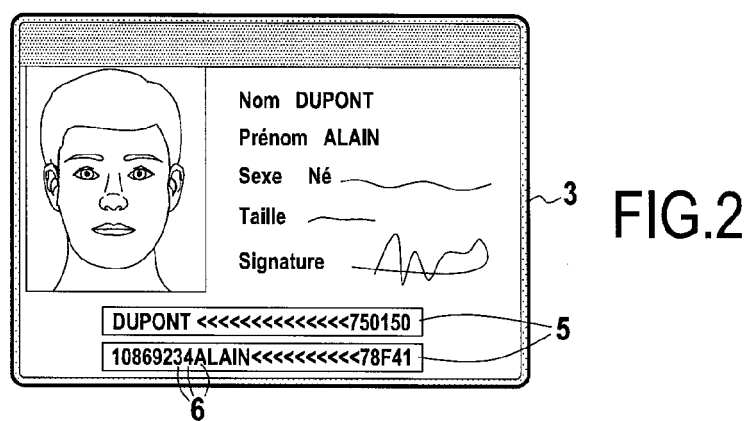 Nom DUPONT
Prénom ALAIN
Sexe Né
Taille
Signature
3
FIG.2
DUPONT <<<<<<<<<<<<<<750150
5
10869234ALAIN<<<<<<<<<<78F41
6